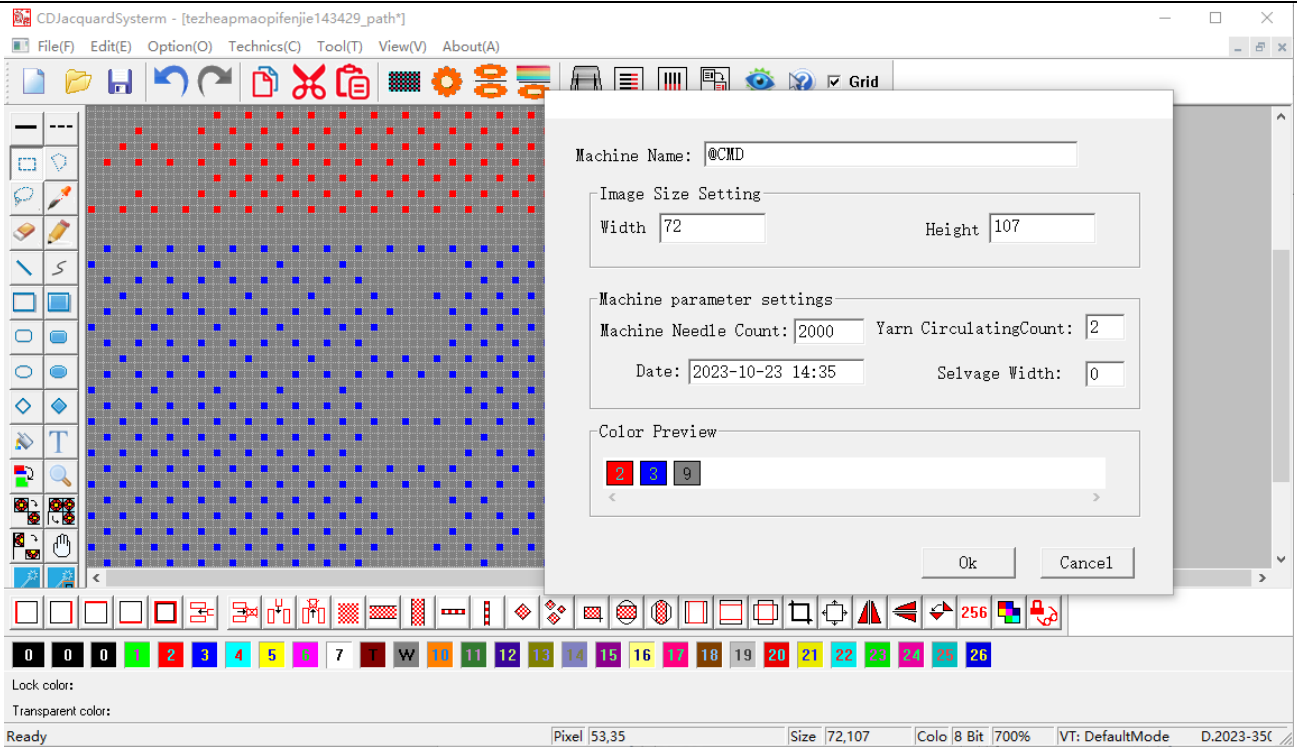 CDJacquardSysterm - [tezheapmaopifenjie143429_path*]
File(F) Edit(E) Option(O) Technics(C) Tool(T) View(V) About(A)
Grid
Machine Name: @CMD
Image Size Setting
Width 72 Height 107
Machine parameter settings
Machine Needle Count: 2000 Yarn CirculatingCount: 2
Date: 2023-10-23 14:35 Selvage Width: 0
Color Preview
2 3 9
Ok Cancel
T
256
0 0 0 1 2 3 4 5 6 7 T W 10 11 12 13 14 15 16 17 18 19 20 21 22 23 24 25 26
Lock color:
Transparent color:
Ready Pixel 53,35 Size 72,107 Colo 8 Bit 700% VT: DefaultMode D.2023-350